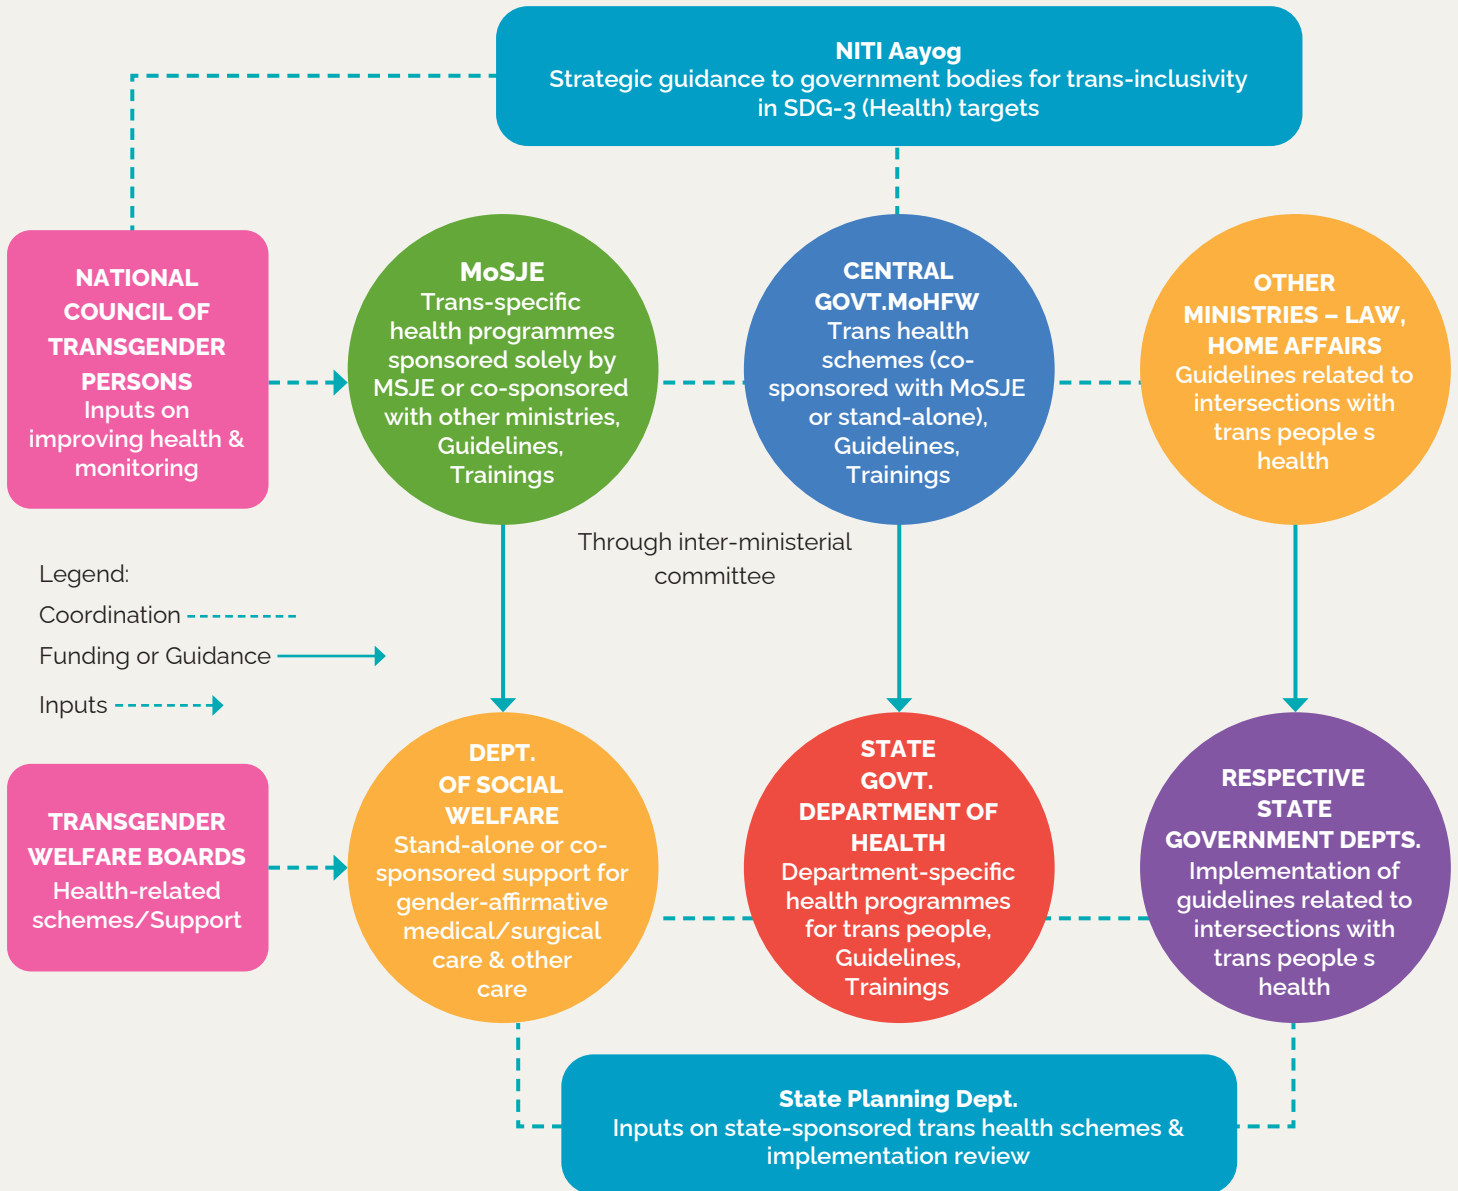 NITI Aayog
Strategic guidance to government bodies for trans-inclusivity
in SDG-3 (Health) targets
NATIONAL
COUNCIL OF
TRANSGENDER
PERSONS
Inputs on
improving health &
monitoring
MoSJE
Trans-specific
health programmes
sponsored solely by
MSJE or co-sponsored
with other ministries,
Guidelines,
Trainings
CENTRAL
GOVT.MoHFW
Trans health
schemes (co-
sponsored with MoSJE
or stand-alone),
Guidelines,
Trainings
OTHER
MINISTRIES – LAW,
HOME AFFAIRS
Guidelines related to
intersections with
trans people s
health
Through inter-ministerial
committee
Legend:
Coordination
Funding or Guidance
Inputs
TRANSGENDER
WELFARE BOARDS
Health-related
schemes/Support
DEPT.
OF SOCIAL
WELFARE
Stand-alone or co-
sponsored support for
gender-affirmative
medical/surgical
care & other
care
STATE
GOVT.
DEPARTMENT OF
HEALTH
Department-specific
health programmes
for trans people,
Guidelines,
Trainings
RESPECTIVE
STATE
GOVERNMENT DEPTS.
Implementation of
guidelines related to
intersections with
trans people s
health
State Planning Dept.
Inputs on state-sponsored trans health schemes &
implementation review